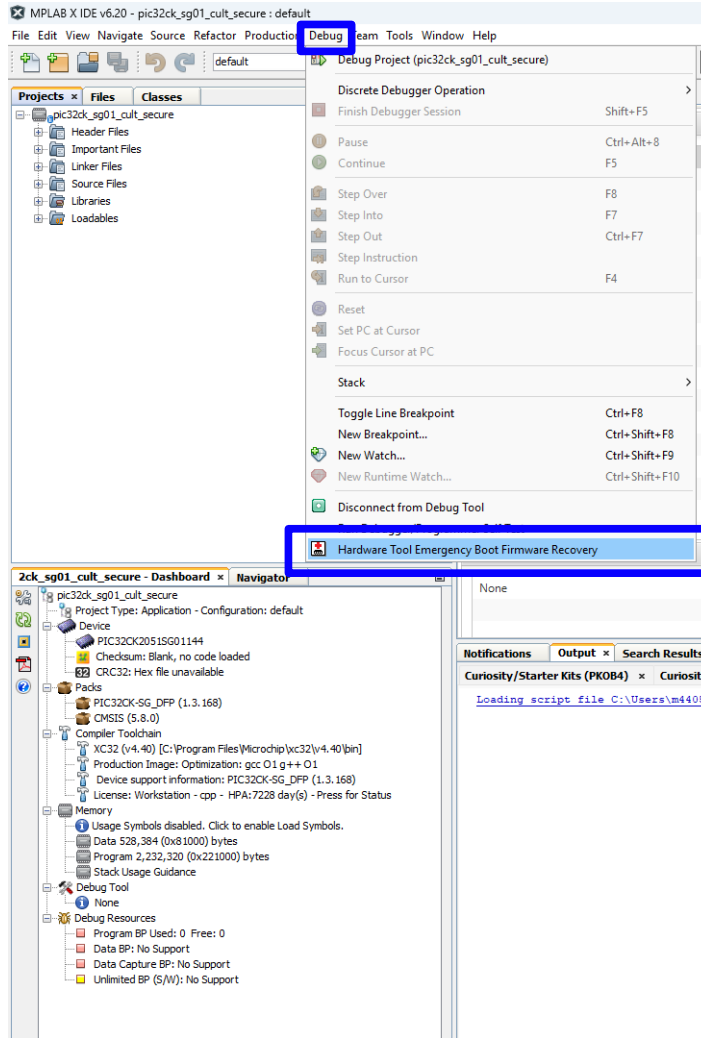 MPLAB X IDE v6.20 - pic32ck_sg01_cult_secure : default
File Edit View Navigate Source Refactor Production Debug Team Tools Window Help
default
Debug Project (pic32ck_sg01_cult_secure)
Discrete Debugger Operation
Finish Debugger Session Shift+F5
Pause Ctrl+Alt+8
Continue F5
Step Over F8
Step Into F7
Step Out Ctrl+F7
Step Instruction
Run to Cursor F4
Reset
Set PC at Cursor
Focus Cursor at PC
Stack
Toggle Line Breakpoint Ctrl+F8
New Breakpoint... Ctrl+Shift+F8
New Watch... Ctrl+Shift+F9
New Runtime Watch... Ctrl+Shift+F10
Disconnect from Debug Tool
Hardware Tool Emergency Boot Firmware Recovery
Projects × Files Classes
pic32ck_sg01_cult_secure
Header Files
Important Files
Linker Files
Source Files
Libraries
Loadables
2ck_sg01_cult_secure - Dashboard × Navigator
pic32ck_sg01_cult_secure
Project Type: Application - Configuration: default
Device
PIC32CK2051SG01144
Checksum: Blank, no code loaded
CRC32: Hex file unavailable
Packs
PIC32CK-SG_DFP (1.3.168)
CMSIS (5.8.0)
Compiler Toolchain
XC32 (v4.40) [C:\Program Files\Microchip\xc32\v4.40\bin]
Production Image: Optimization: gcc O1 g++ O1
Device support information: PIC32CK-SG_DFP (1.3.168)
License: Workstation - cpp - HPA:7228 day(s) - Press for Status
Memory
Usage Symbols disabled. Click to enable Load Symbols.
Data 528,384 (0x81000) bytes
Program 2,232,320 (0x221000) bytes
Stack Usage Guidance
Debug Tool
None
Debug Resources
Program BP Used: 0 Free: 0
Data BP: No Support
Data Capture BP: No Support
Unlimited BP (S/W): No Support
None
Notifications Output × Search Results
Curiosity/Starter Kits (PKOB4) × Curiosit
Loading script file C:\Users\m440